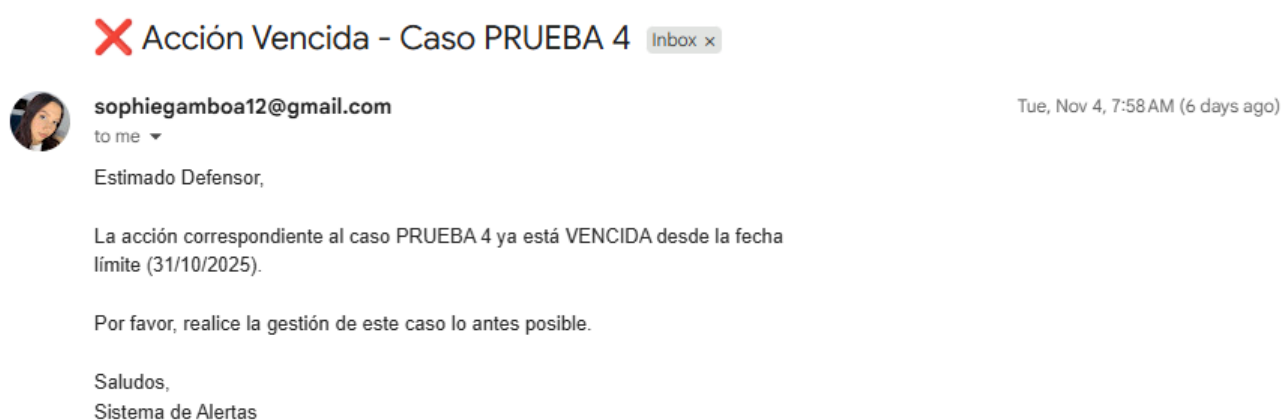 ❌ Acción Vencida - Caso PRUEBA 4 Inbox ×
sophiegamboa12@gmail.com Tue, Nov 4, 7:58 AM (6 days ago)
to me
Estimado Defensor,
La acción correspondiente al caso PRUEBA 4 ya está VENCIDA desde la fecha
límite (31/10/2025).
Por favor, realice la gestión de este caso lo antes posible.
Saludos,
Sistema de Alertas